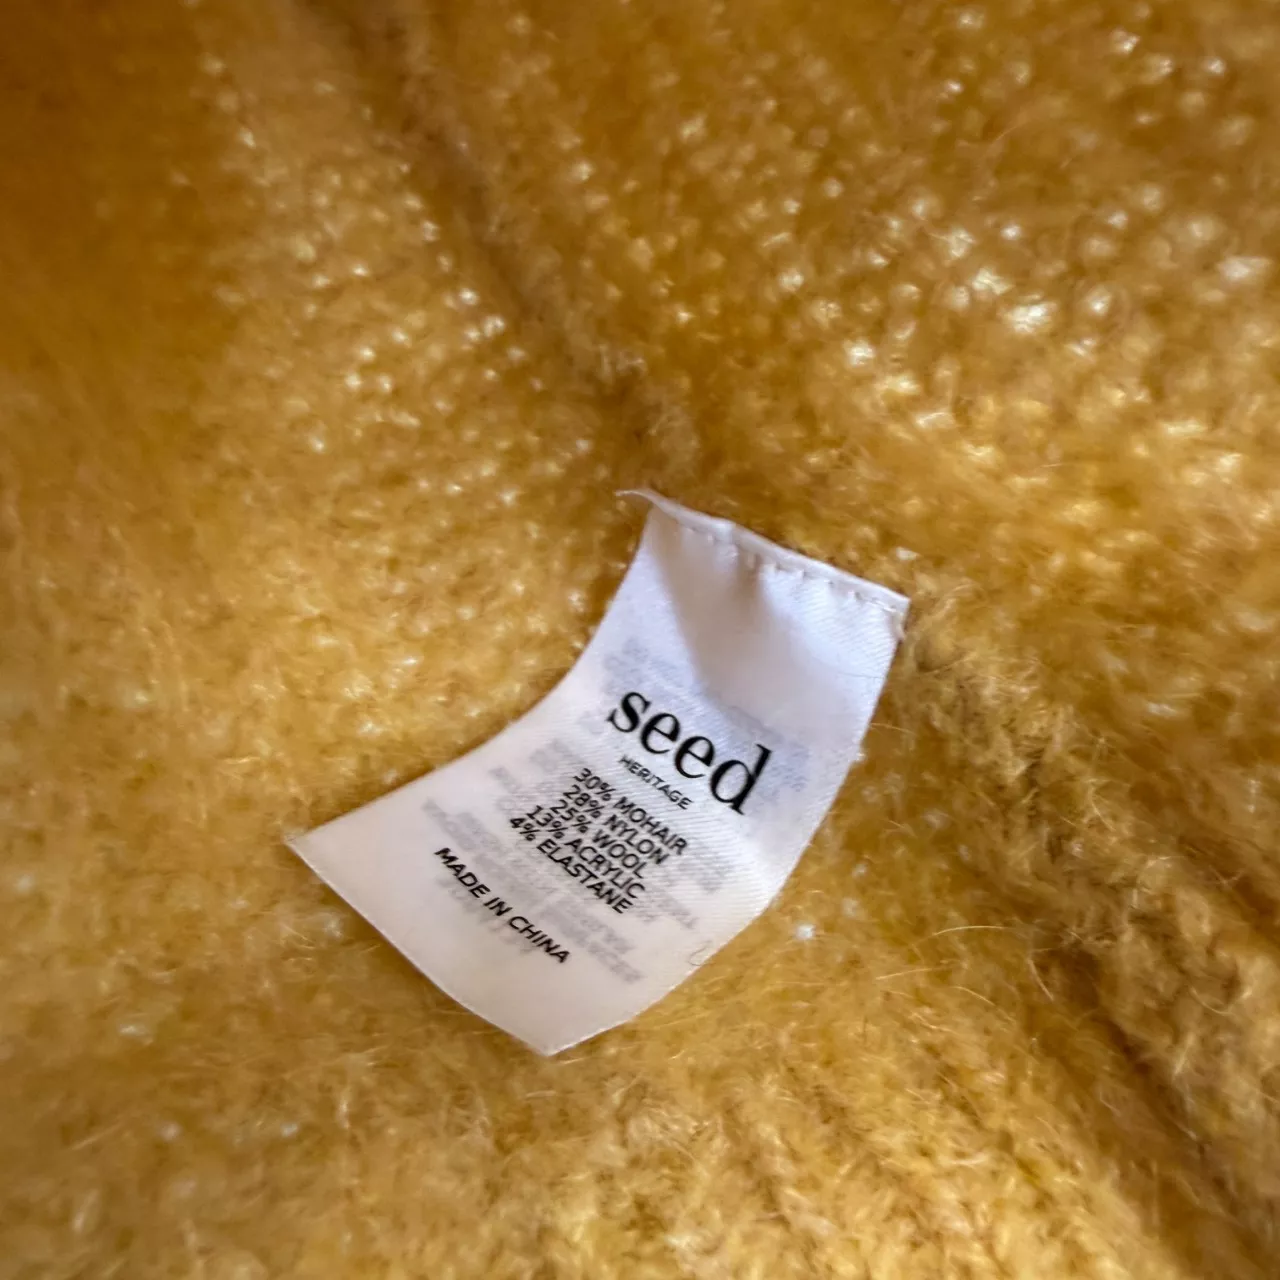 seed
HERITAGE
30% MOHAIR
28% NYLON
25% WOOL
13% ACRYLIC
4% ELASTANE
MADE IN CHINA